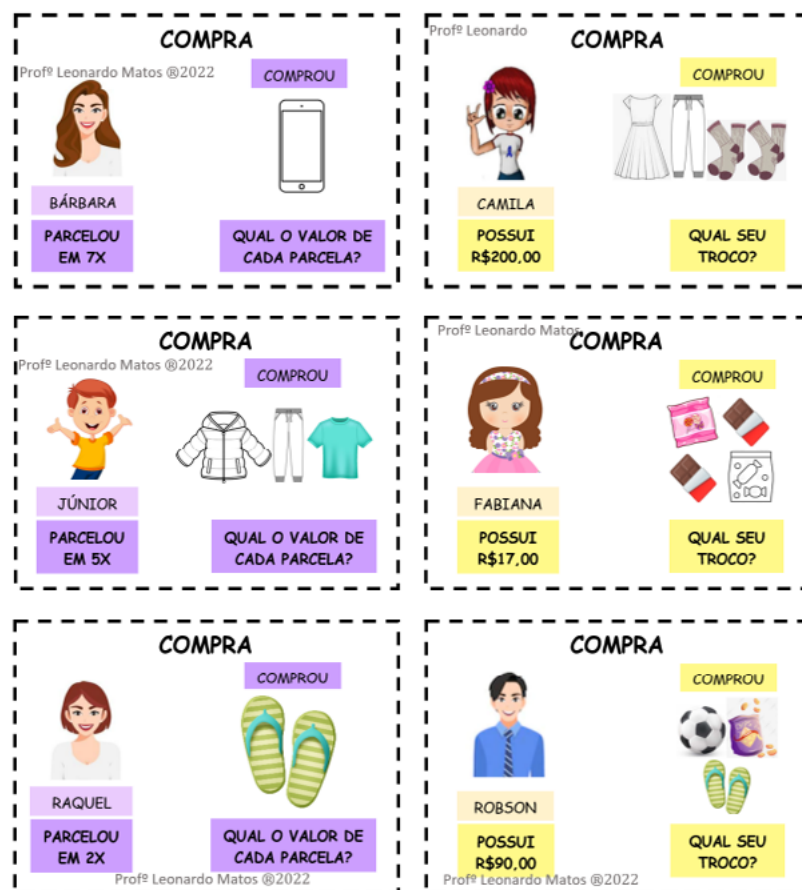 COMPRA
Profº Leonardo Matos ®2022
COMPROU
BÁRBARA
PARCELOU
EM 7X
QUAL O VALOR DE
CADA PARCELA?
Profº Leonardo
COMPRA
COMPROU
A
CAMILA
POSSUI
R$200,00
QUAL SEU
TROCO?
COMPRA
Profº Leonardo Matos ®2022
COMPROU
JÚNIOR
PARCELOU
EM 5X
QUAL O VALOR DE
CADA PARCELA?
Profº Leonardo Matos
COMPRA
COMPROU
FABIANA
POSSUI
R$17,00
QUAL SEU
TROCO?
COMPRA
COMPROU
RAQUEL
PARCELOU
EM 2X
QUAL O VALOR DE
CADA PARCELA?
Profº Leonardo Matos ®2022
COMPRA
COMPROU
ROBSON
POSSUI
R$90,00
QUAL SEU
TROCO?
Profº Leonardo Matos ®2022